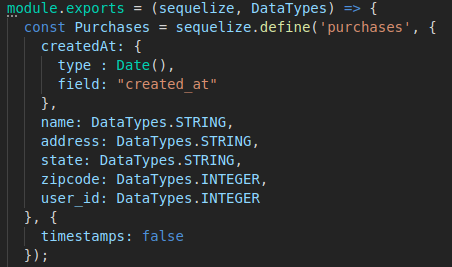 module.exports = (sequelize, DataTypes) => {
  const Purchases = sequelize.define('purchases', {
    createdAt: {
      type : Date(),
      field: "created_at"
    },
    name: DataTypes.STRING,
    address: DataTypes.STRING,
    state: DataTypes.STRING,
    zipcode: DataTypes.INTEGER,
    user_id: DataTypes.INTEGER
  }, {
    timestamps: false
  });